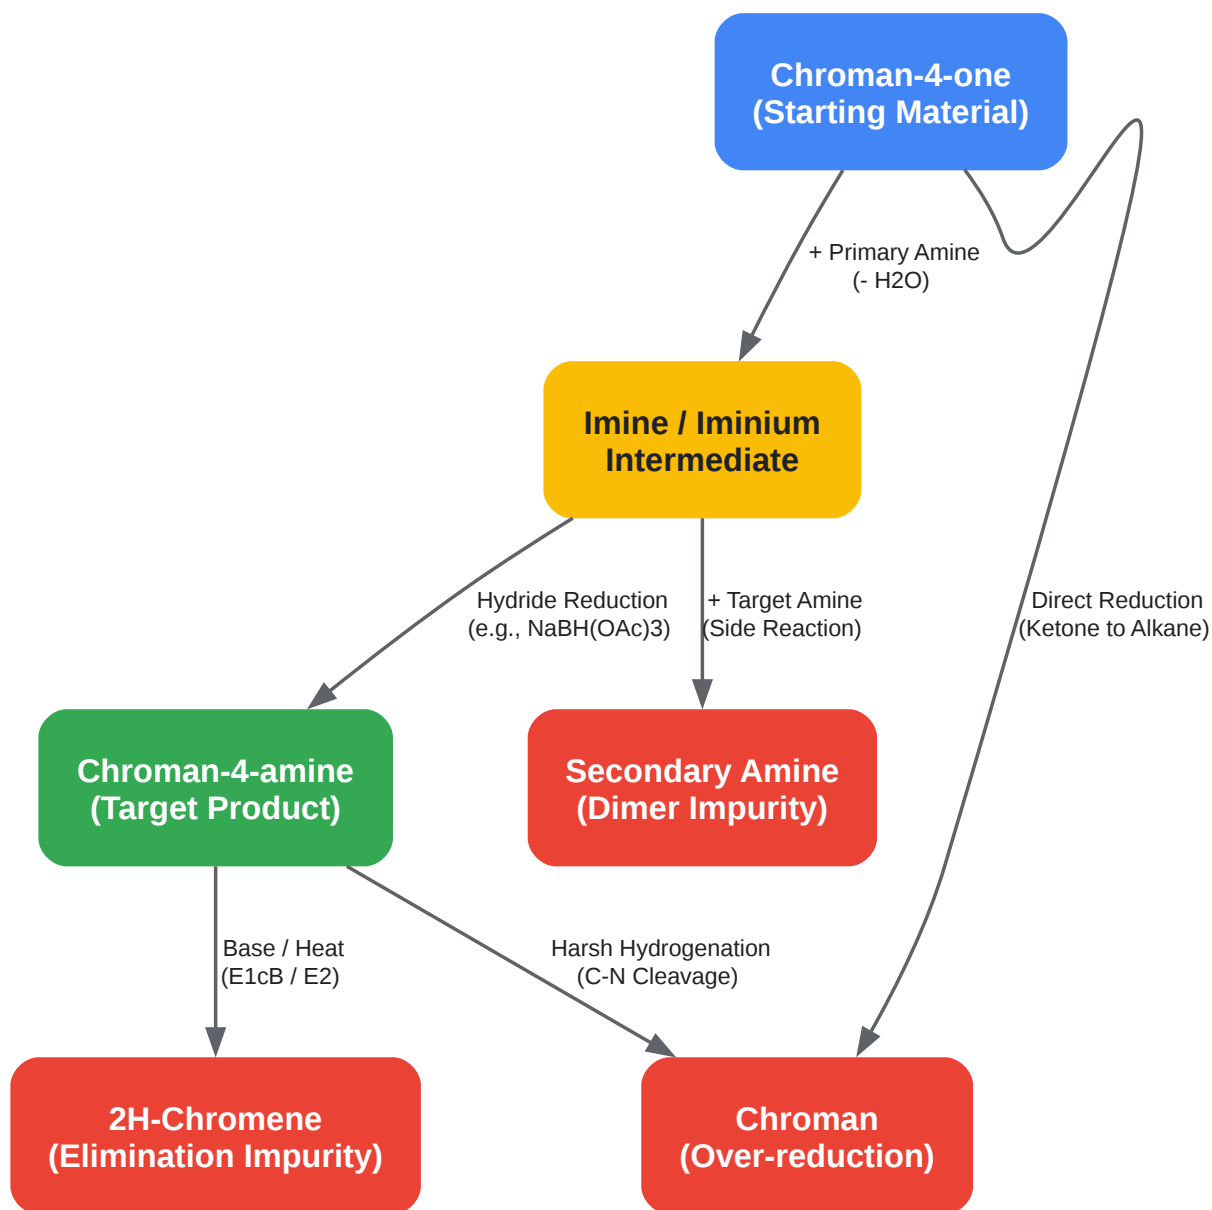 Chroman-4-one
(Starting Material)
+ Primary Amine
(- H2O)
Imine / Iminium
Intermediate
Hydride Reduction
(e.g., NaBH(OAc)3)
+ Target Amine
(Side Reaction)
Direct Reduction
(Ketone to Alkane)
Chroman-4-amine
(Target Product)
Secondary Amine
(Dimer Impurity)
Base / Heat
(E1cB / E2)
Harsh Hydrogenation
(C-N Cleavage)
2H-Chromene
(Elimination Impurity)
Chroman
(Over-reduction)